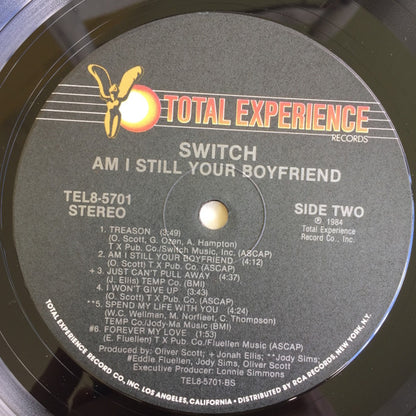 TOTAL EXPERIENCE
RECORDS
SWITCH
AM I STILL YOUR BOYFRIEND
TEL8-5701
STEREO
SIDE TWO
℗ 1984
Total Experience
Record Co., Inc.
1. TREASON (3:49)
(O. Scott, G. Ozen, A. Hampton)
T X Pub. Co./Switch Music, Inc. (ASCAP)
2. AM I STILL YOUR BOYFRIEND (4:12)
(O. Scott) T X Pub. Co. (ASCAP)
+ 3. JUST CAN'T PULL AWAY (4:37)
(J. Ellis) TEMP Co. (BMI)
4. I WON'T GIVE UP (4:43)
(O. Scott) T X Pub. Co. (ASCAP)
**5. SPEND MY LIFE WITH YOU (4:24)
(W.C. Wellman, M. Norfleet, C. Thompson)
TEMP Co./Jody-Ma Music (BMI)
#6. FOREVER MY LOVE (1:53)
(E. Fluellen) T X Pub. Co./Fluellen Music (ASCAP)
Produced by: Oliver Scott; + Jonah Ellis; **Jody Sims;
#Eddie Fluellen, Jody Sims, Oliver Scott
Executive Producer: Lonnie Simmons
TEL8-5701-BS
TOTAL EXPERIENCE RECORD CO., INC. LOS ANGELES, CALIFORNIA • DISTRIBUTED BY RCA RECORDS, NEW YORK, N.Y.